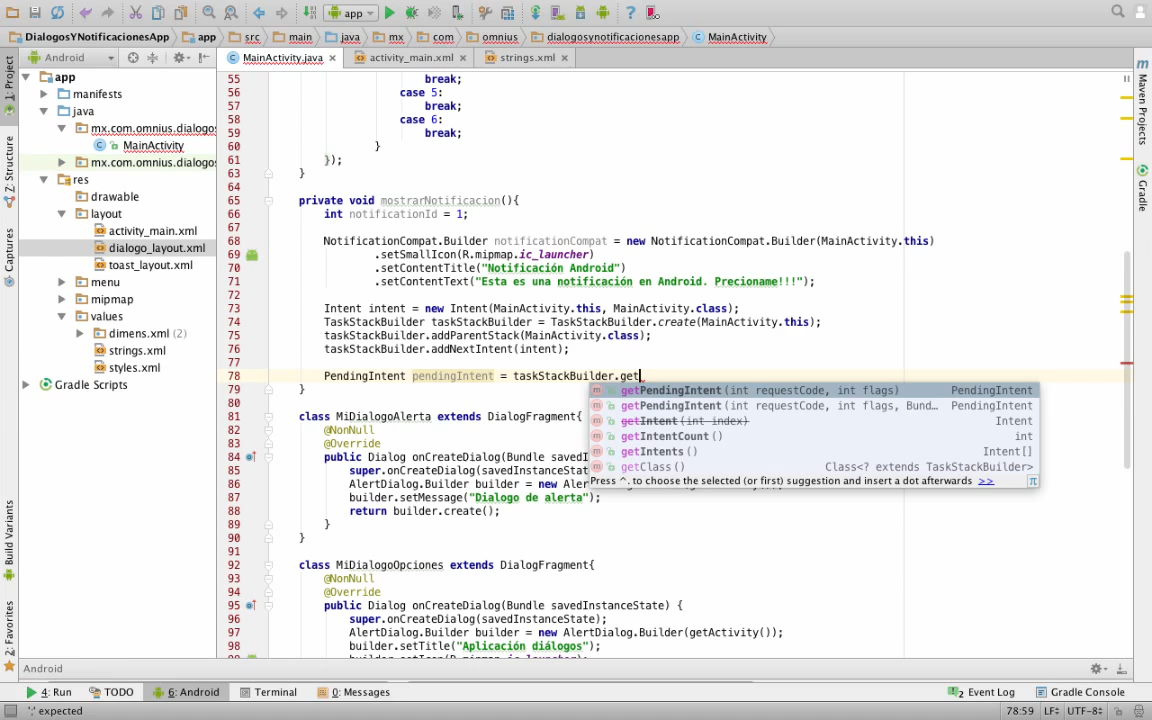 app
DialogosYNotificacionesApp app src main java mx com omnius dialogosynotificacionesapp MainActivity
Android
MainActivity.java activity_main.xml strings.xml
1: Project
Z: Structure
Captures
Build Variants
2: Favorites
app
manifests
java
mx.com.omnius.dialogos
MainActivity
mx.com.omnius.dialogos
res
drawable
layout
activity_main.xml
dialogo_layout.xml
toast_layout.xml
menu
mipmap
values
dimens.xml (2)
strings.xml
styles.xml
Gradle Scripts
55 break;
56 case 5:
57 break;
58 case 6:
59 break;
60 }
61 });
63 }
64
65 private void mostrarNotificacion(){
66 int notificationId = 1;
67
68 NotificationCompat.Builder notificationCompat = new NotificationCompat.Builder(MainActivity.this)
69 .setSmallIcon(R.mipmap.ic_launcher)
70 .setContentTitle("Notificación Android")
71 .setContentText("Esta es una notificación en Android. Precioname!!!");
72
73 Intent intent = new Intent(MainActivity.this, MainActivity.class);
74 TaskStackBuilder taskStackBuilder = TaskStackBuilder.create(MainActivity.this);
75 taskStackBuilder.addParentStack(MainActivity.class);
76 taskStackBuilder.addNextIntent(intent);
77
78 PendingIntent pendingIntent = taskStackBuilder.get
79 }
80
81 class MiDialogoAlerta extends DialogFragment{
82 @NonNull
83 @Override
84 public Dialog onCreateDialog(Bundle savedI
85 super.onCreateDialog(savedInstanceStat
86 AlertDialog.Builder builder = new Aler
87 builder.setMessage("Dialogo de alerta");
88 return builder.create();
89 }
90 }
91
92 class MiDialogoOpciones extends DialogFragment{
93 @NonNull
94 @Override
95 public Dialog onCreateDialog(Bundle savedInstanceState) {
96 super.onCreateDialog(savedInstanceState);
97 AlertDialog.Builder builder = new AlertDialog.Builder(getActivity());
98 builder.setTitle("Aplicación diálogos");
getPendingIntent(int requestCode, int flags) PendingIntent
getPendingIntent(int requestCode, int flags, Bund… PendingIntent
getIntent(int index) Intent
getIntentCount() int
getIntents() Intent[]
getClass() Class<? extends TaskStackBuilder>
Press ^. to choose the selected (or first) suggestion and insert a dot afterwards >> π
Maven Projects
Gradle
Android
4: Run TODO 6: Android Terminal 0: Messages 2 Event Log Gradle Console
';' expected 78:59 LF÷ UTF-8÷